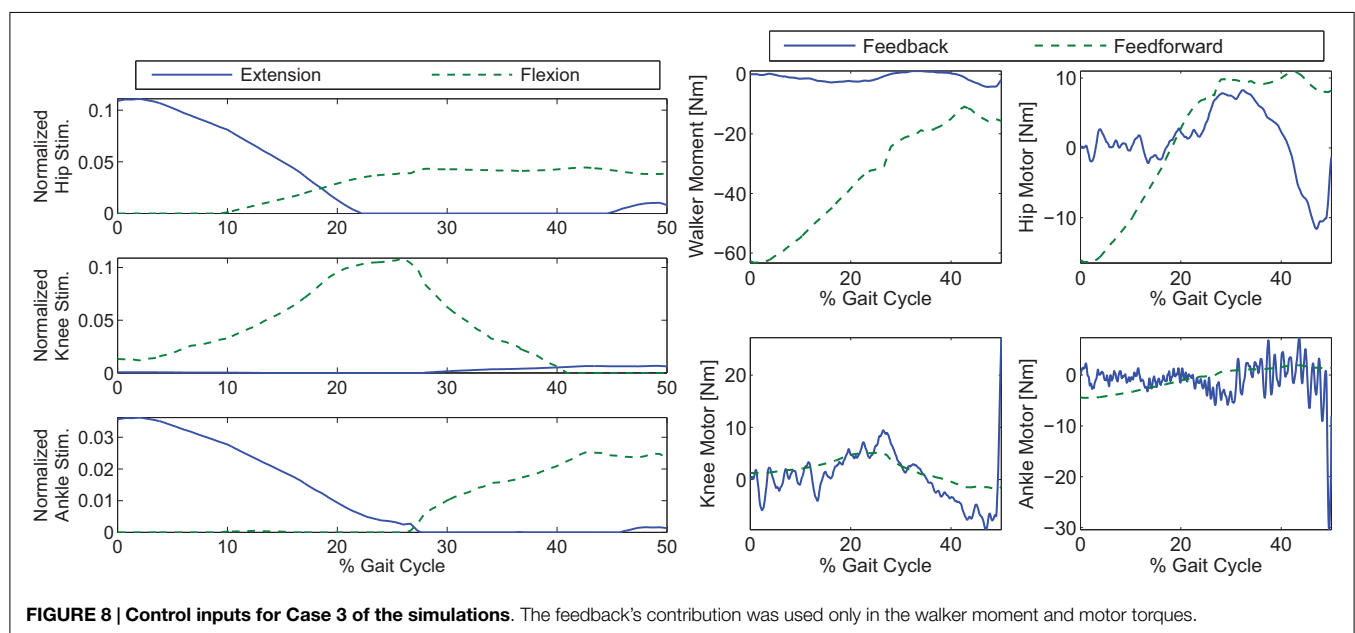 Extension
Flexion
Normalized
Hip Stim.
0.1
0.05
0
0
10
20
30
40
50
Normalized
Knee Stim.
0.1
0.05
0
0
10
20
30
40
50
Normalized
Ankle Stim.
0.03
0.02
0.01
0
0
10
20
30
40
50
% Gait Cycle
Feedback
Feedforward
Walker Moment [Nm]
0
−20
−40
−60
0
20
40
% Gait Cycle
Hip Motor [Nm]
10
0
−10
0
20
40
% Gait Cycle
Knee Motor [Nm]
20
10
0
0
20
40
% Gait Cycle
Ankle Motor [Nm]
0
−10
−20
−30
0
20
40
% Gait Cycle
FIGURE 8 | Control inputs for Case 3 of the simulations. The feedback's contribution was used only in the walker moment and motor torques.